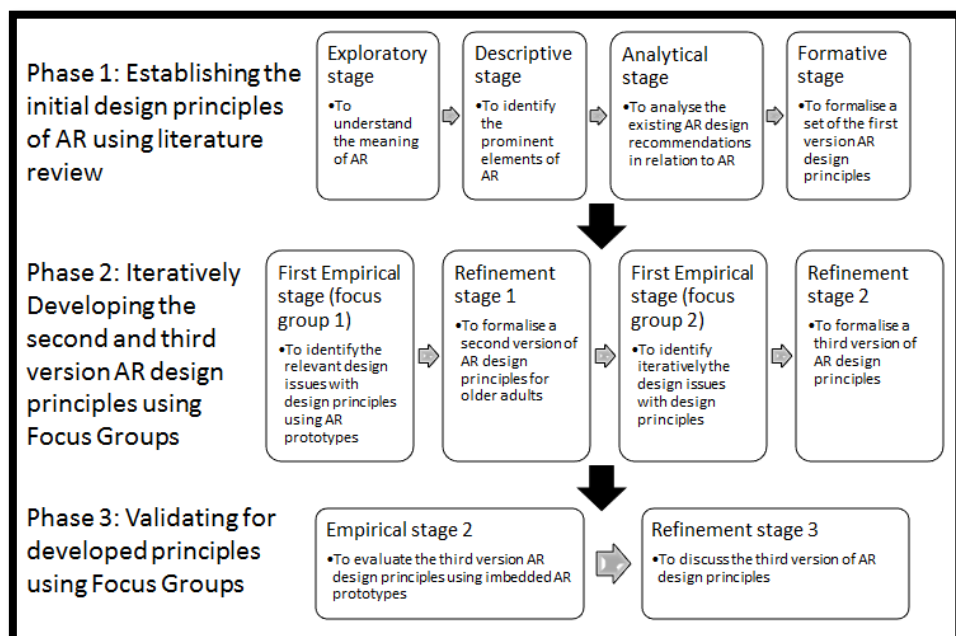 Phase 1: Establishing the
initial design principles
of AR using literature
review
Exploratory
stage
•To
understand
the meaning
of AR
Descriptive
stage
•To identify
the
prominent
elements of
AR
Analytical
stage
•To analyse the
existing AR design
recommendations
in relation to AR
Formative
stage
•To formalise a
set of the first
version AR
design
principles
Phase 2: Iteratively
Developing the
second and third
version AR design
principles using
Focus Groups
First Empirical
stage (focus
group 1)
•To identify the
relevant design
issues with
design principles
using AR
prototypes
Refinement
stage 1
•To formalise a
second version of
AR design
principles for
older adults
First Empirical
stage (focus
group 2)
•To identify
iteratively the
design issues
with design
principles
Refinement
stage 2
•To formalise a
third version of
AR design
principles
Phase 3: Validating for
developed principles
using Focus Groups
Empirical stage 2
•To evaluate the third version AR
design principles using imbedded AR
prototypes
Refinement stage 3
•To discuss the third version of AR
design principles